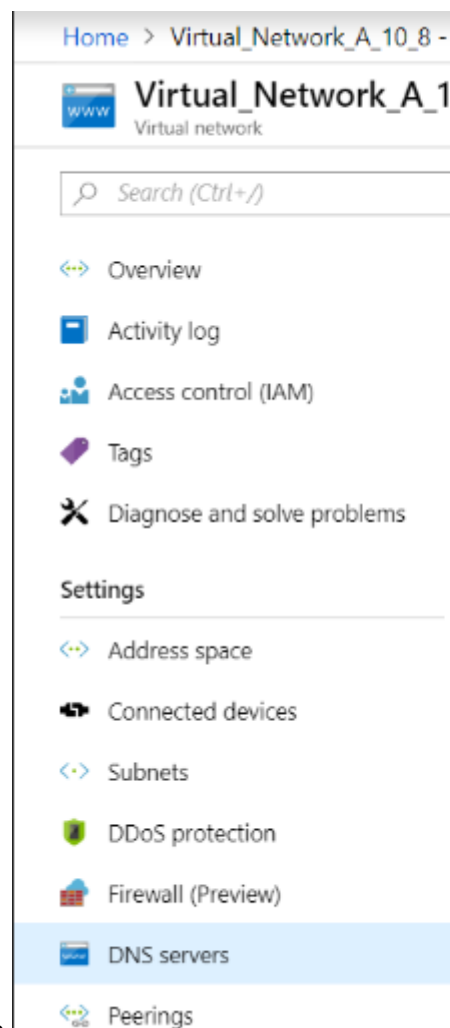 Home > Virtual_Network_A_10_8 -
www
Virtual_Network_A_1
Virtual network
Search (Ctrl+/)
Overview
Activity log
Access control (IAM)
Tags
Diagnose and solve problems
Settings
Address space
Connected devices
Subnets
DDoS protection
Firewall (Preview)
DNS servers
Peerings